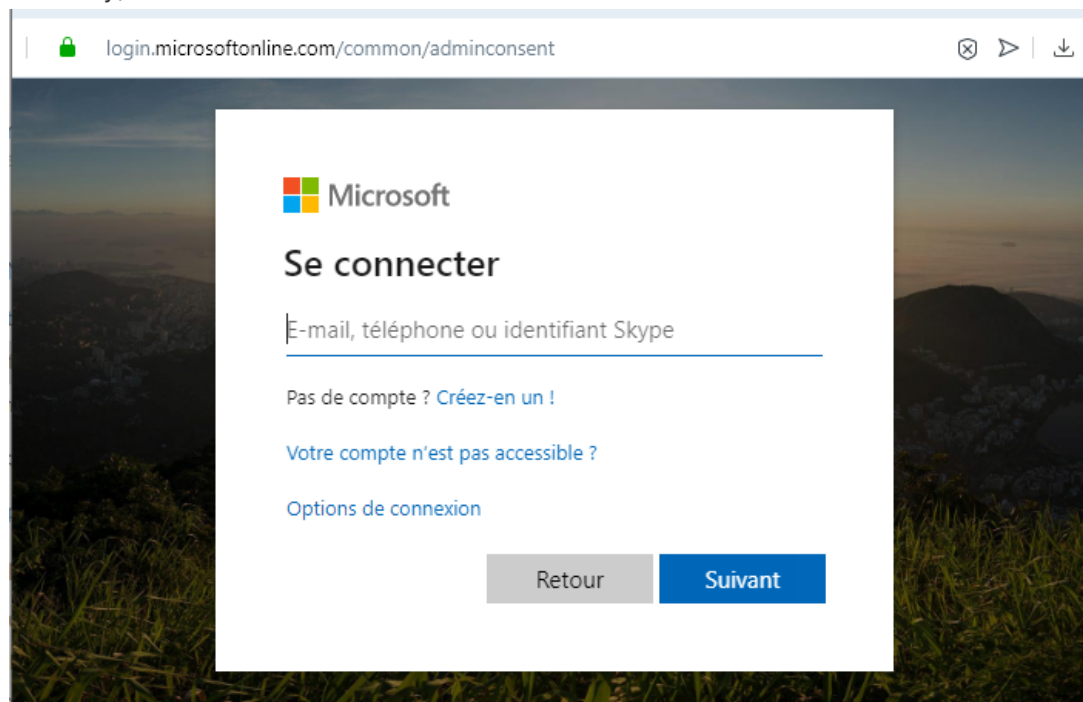 login.microsoftonline.com/common/adminconsent
Microsoft
Se connecter
E-mail, téléphone ou identifiant Skype
Pas de compte ? Créez-en un !
Votre compte n'est pas accessible ?
Options de connexion
Retour Suivant